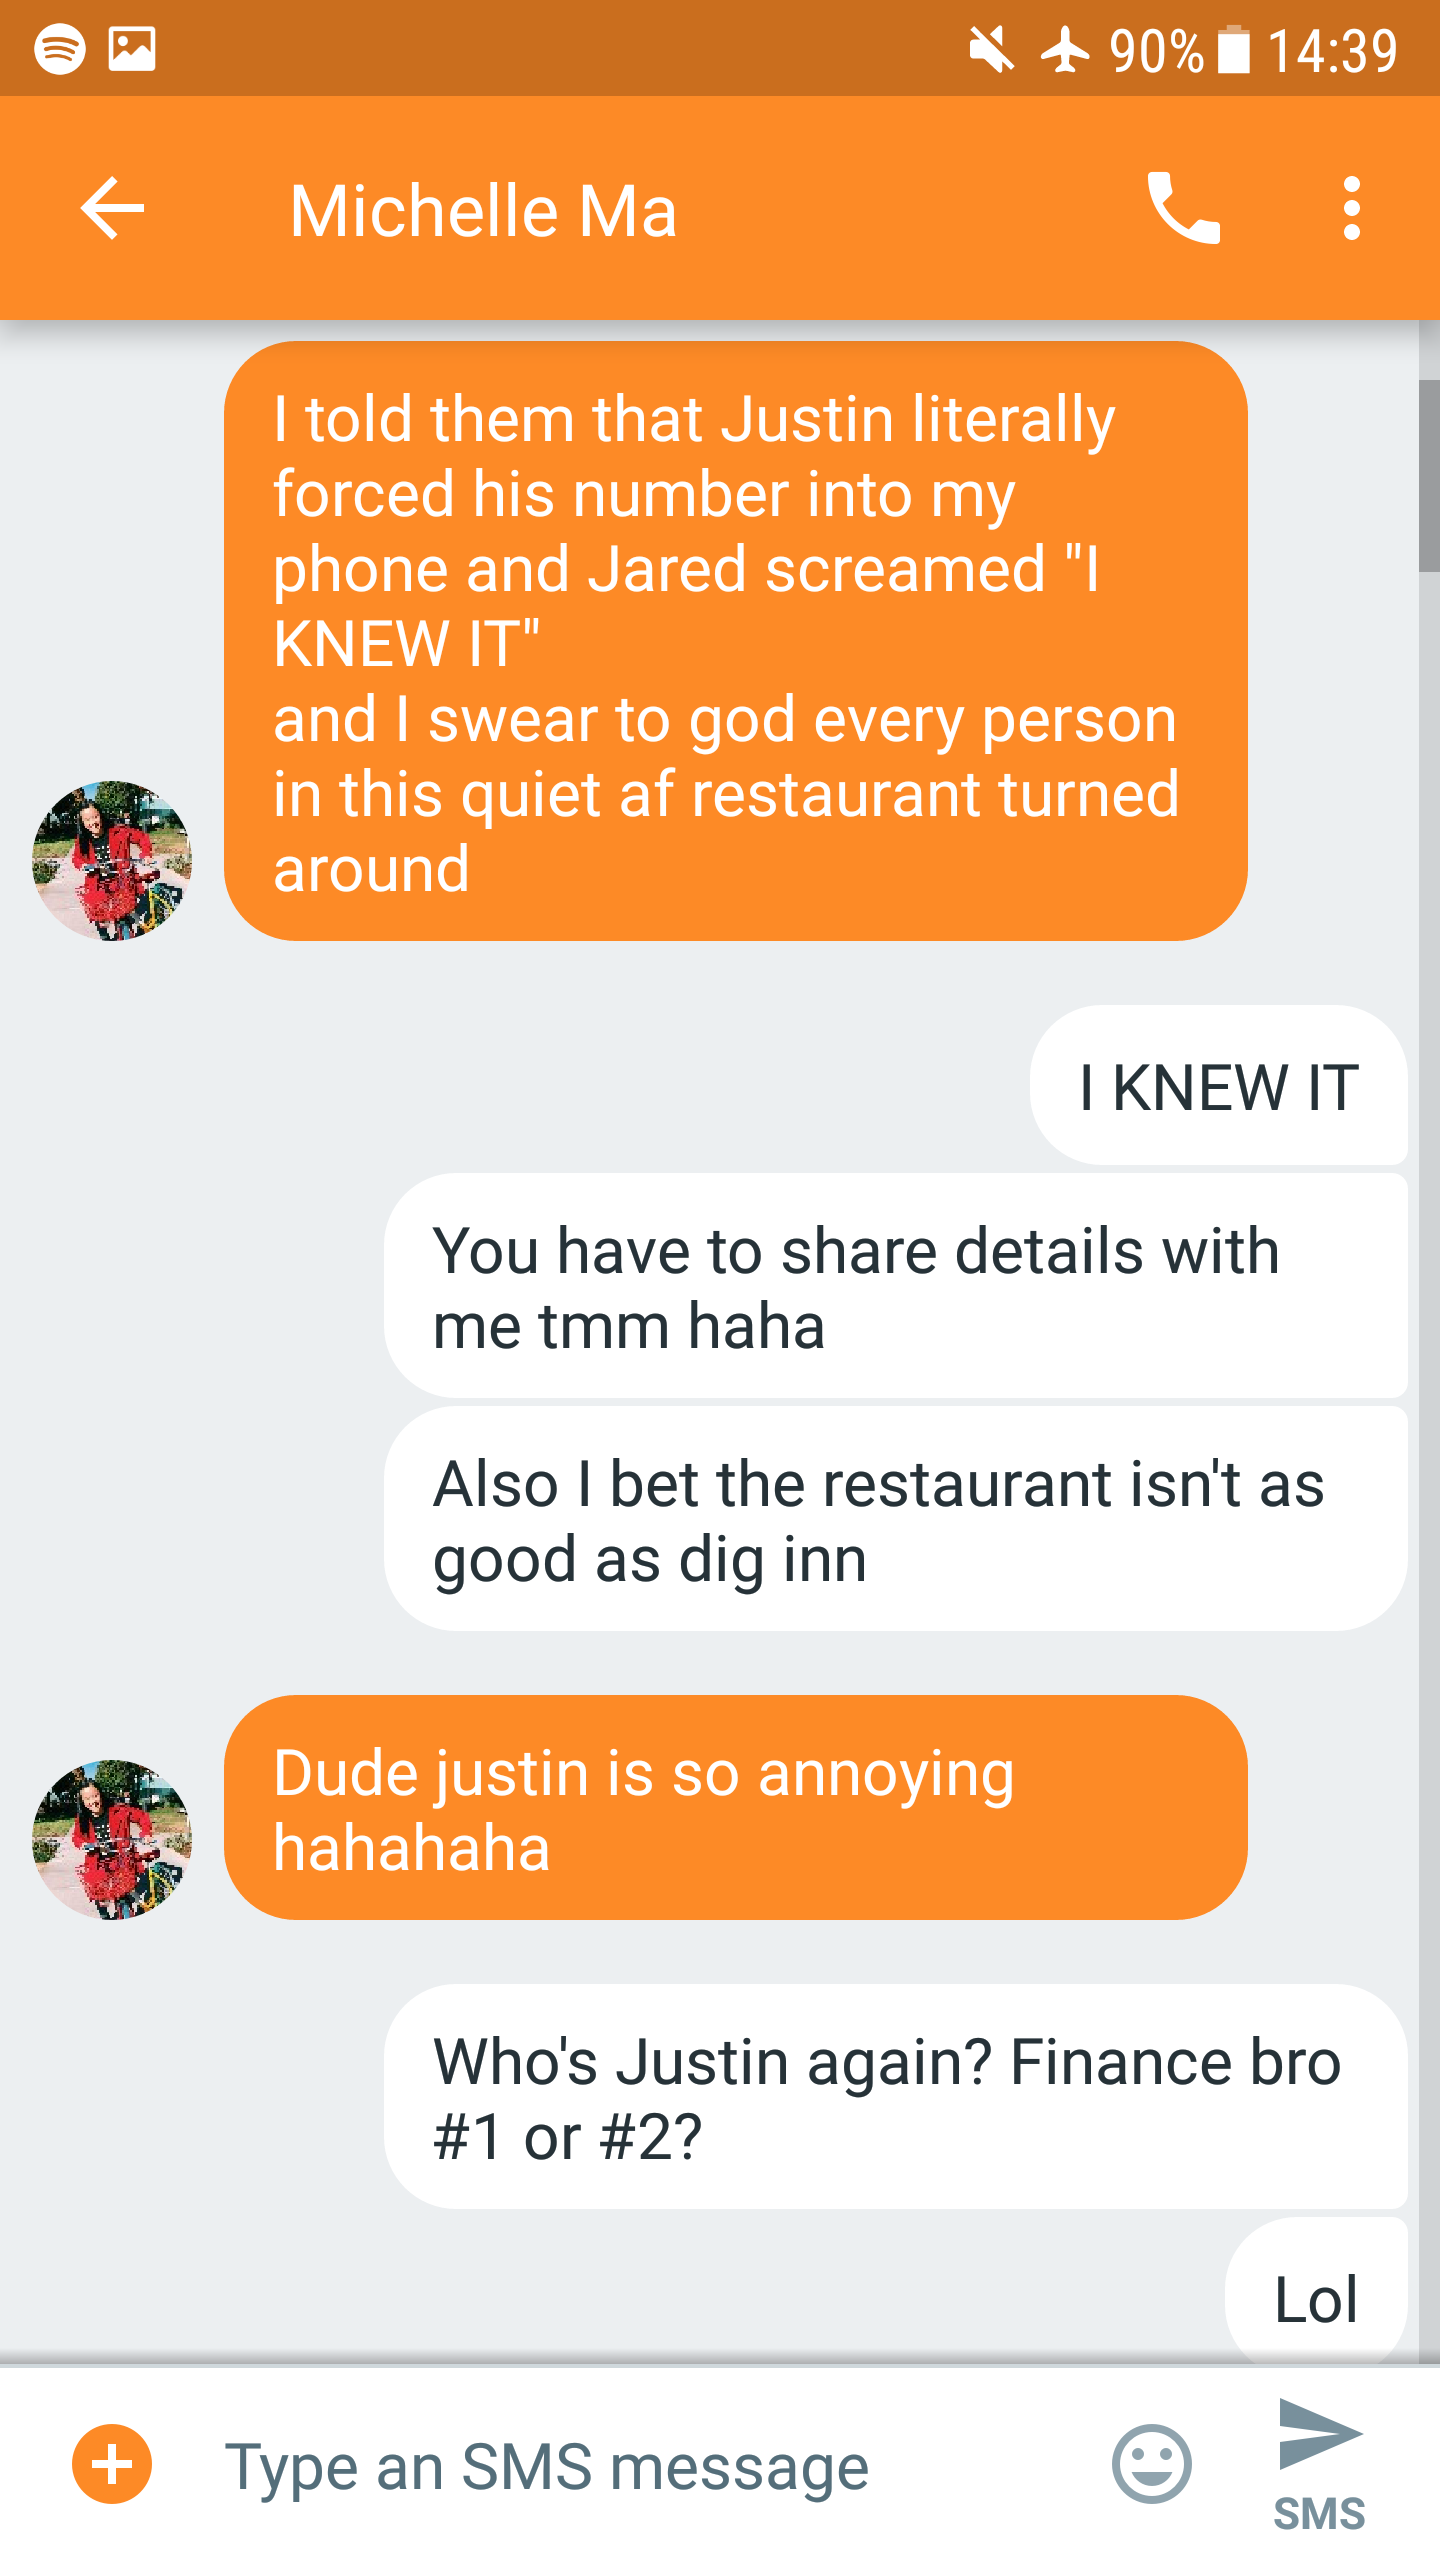 90% 14:39
Michelle Ma
I told them that Justin literally
forced his number into my
phone and Jared screamed "I
KNEW IT"
and I swear to god every person
in this quiet af restaurant turned
around
I KNEW IT
You have to share details with
me tmm haha
Also I bet the restaurant isn't as
good as dig inn
Dude justin is so annoying
hahahaha
Who's Justin again? Finance bro
#1 or #2?
Lol
Type an SMS message
SMS